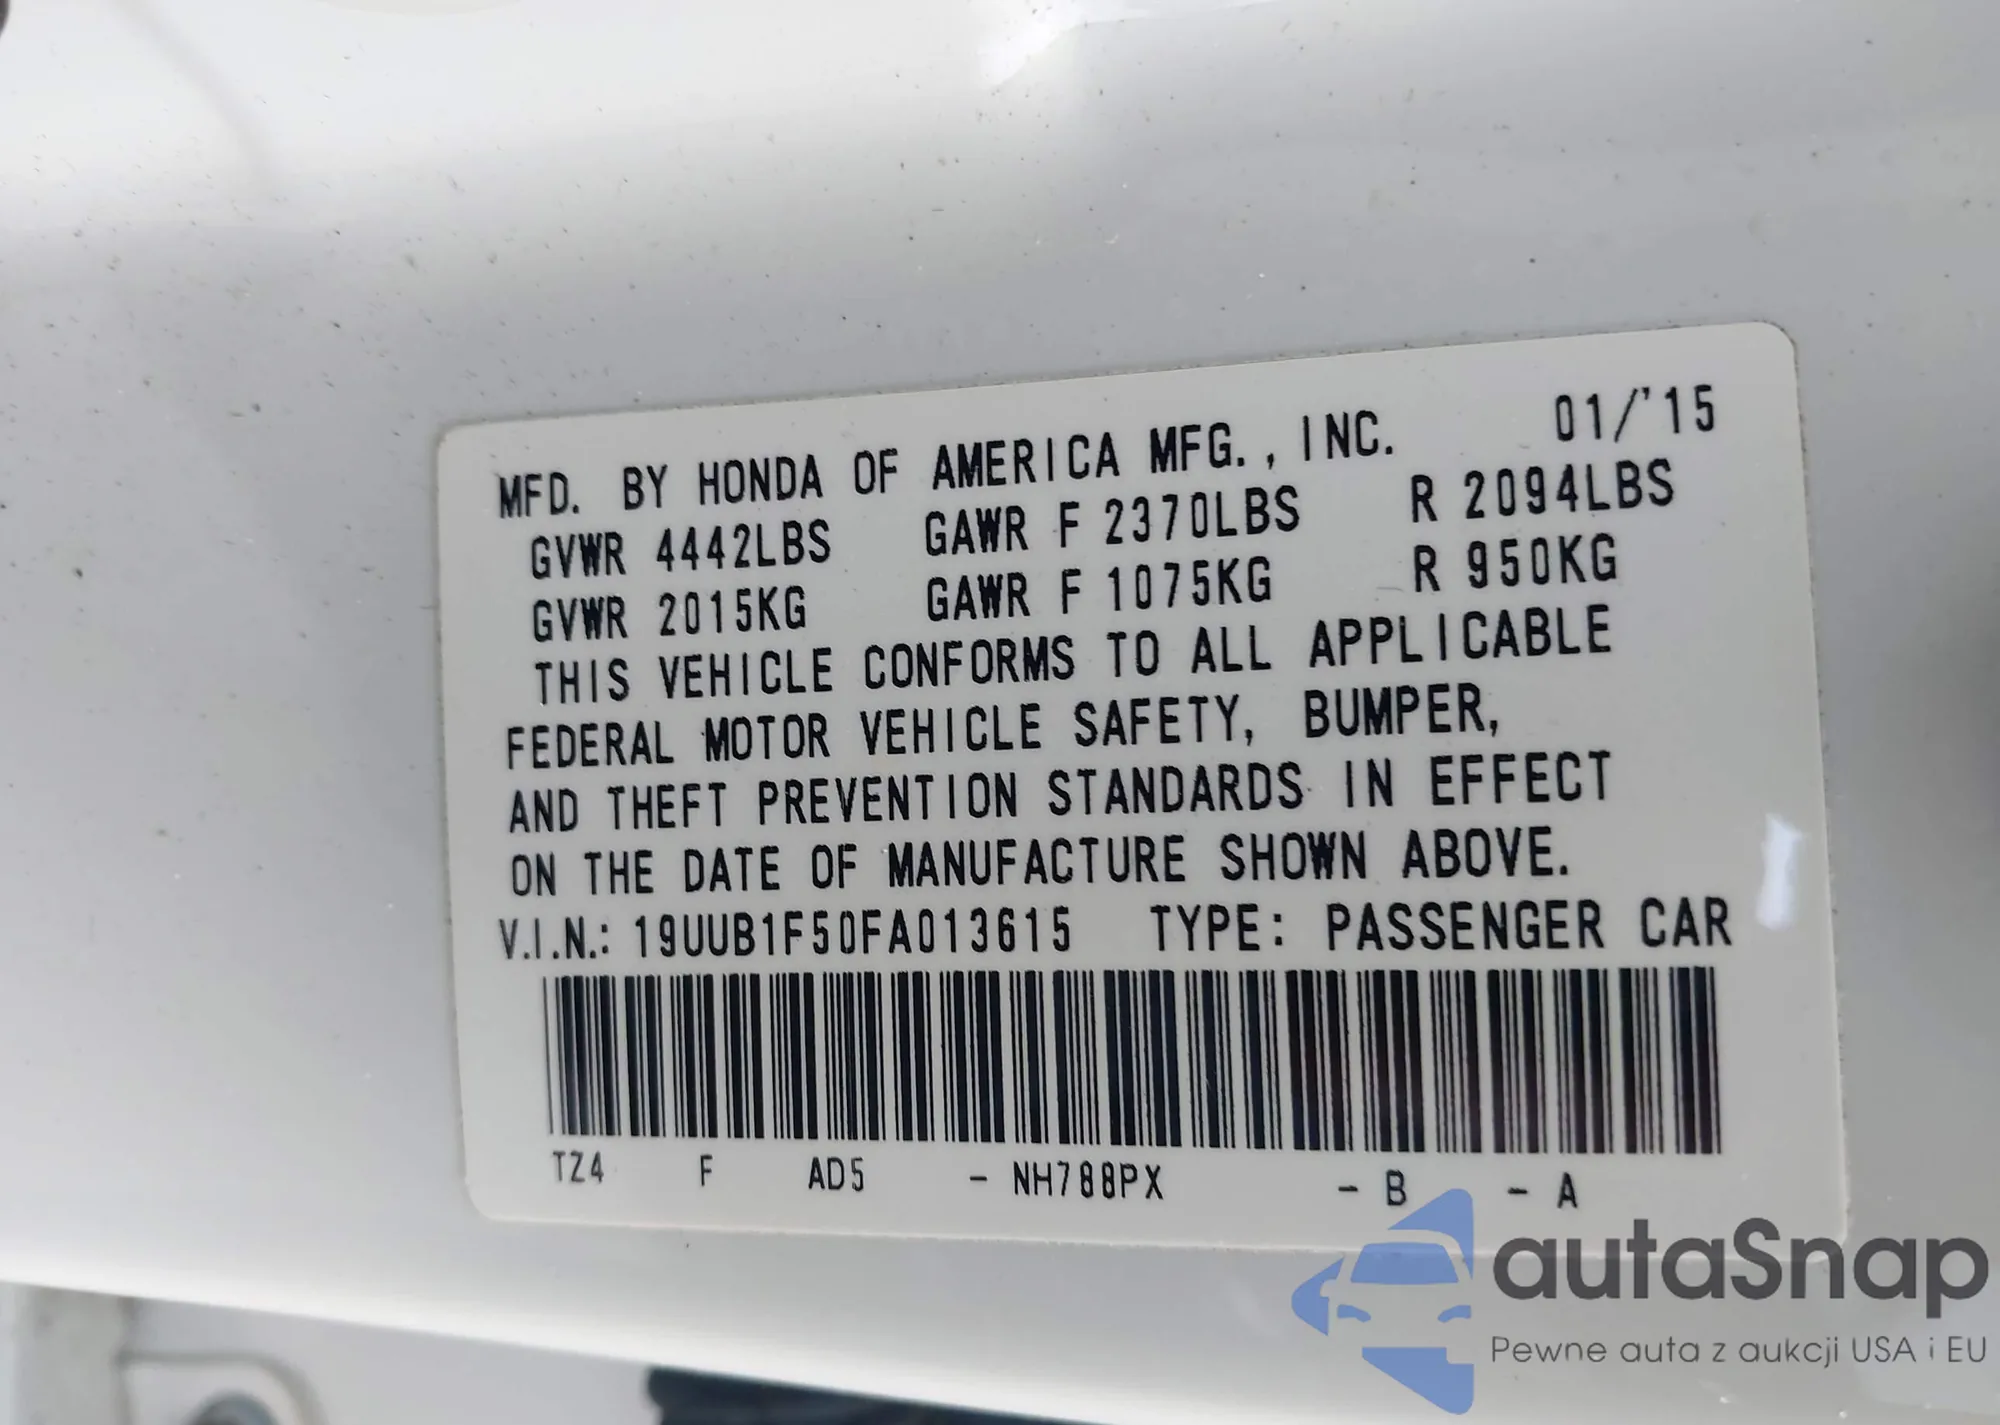 MFD. BY HONDA OF AMERICA MFG., INC. 01/'15
GVWR 4442LBS GAWR F 2370LBS R 2094LBS
GVWR 2015KG GAWR F 1075KG R 950KG
THIS VEHICLE CONFORMS TO ALL APPLICABLE
FEDERAL MOTOR VEHICLE SAFETY, BUMPER,
AND THEFT PREVENTION STANDARDS IN EFFECT
ON THE DATE OF MANUFACTURE SHOWN ABOVE.
V.I.N.: 19UUB1F50FA013615 TYPE: PASSENGER CAR
TZ4 F AD5 - NH788PX - B - A
autaSnap
Pewne auta z aukcji USA i EU